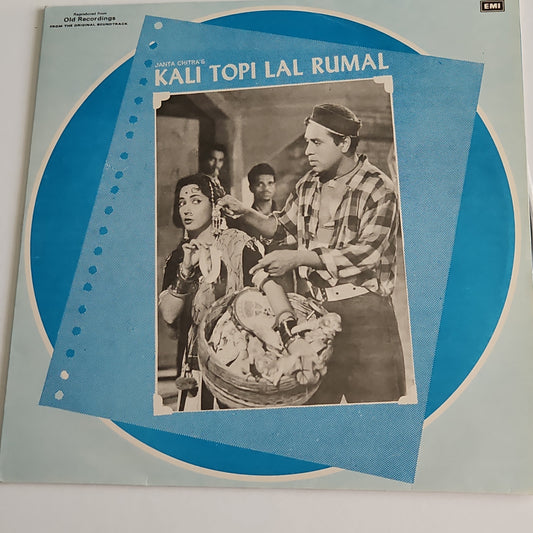 Reproduced from
Old Recordings
FROM THE ORIGINAL SOUNDTRACK
EMI
JANTA CHITRA'S
KALI TOPI LAL RUMAL